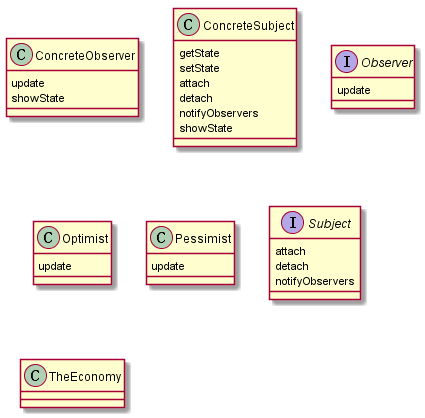 C ConcreteObserver
update
showState
C ConcreteSubject
getState
setState
attach
detach
notifyObservers
showState
I Observer
update
C Optimist
update
C Pessimist
update
I Subject
attach
detach
notifyObservers
C TheEconomy